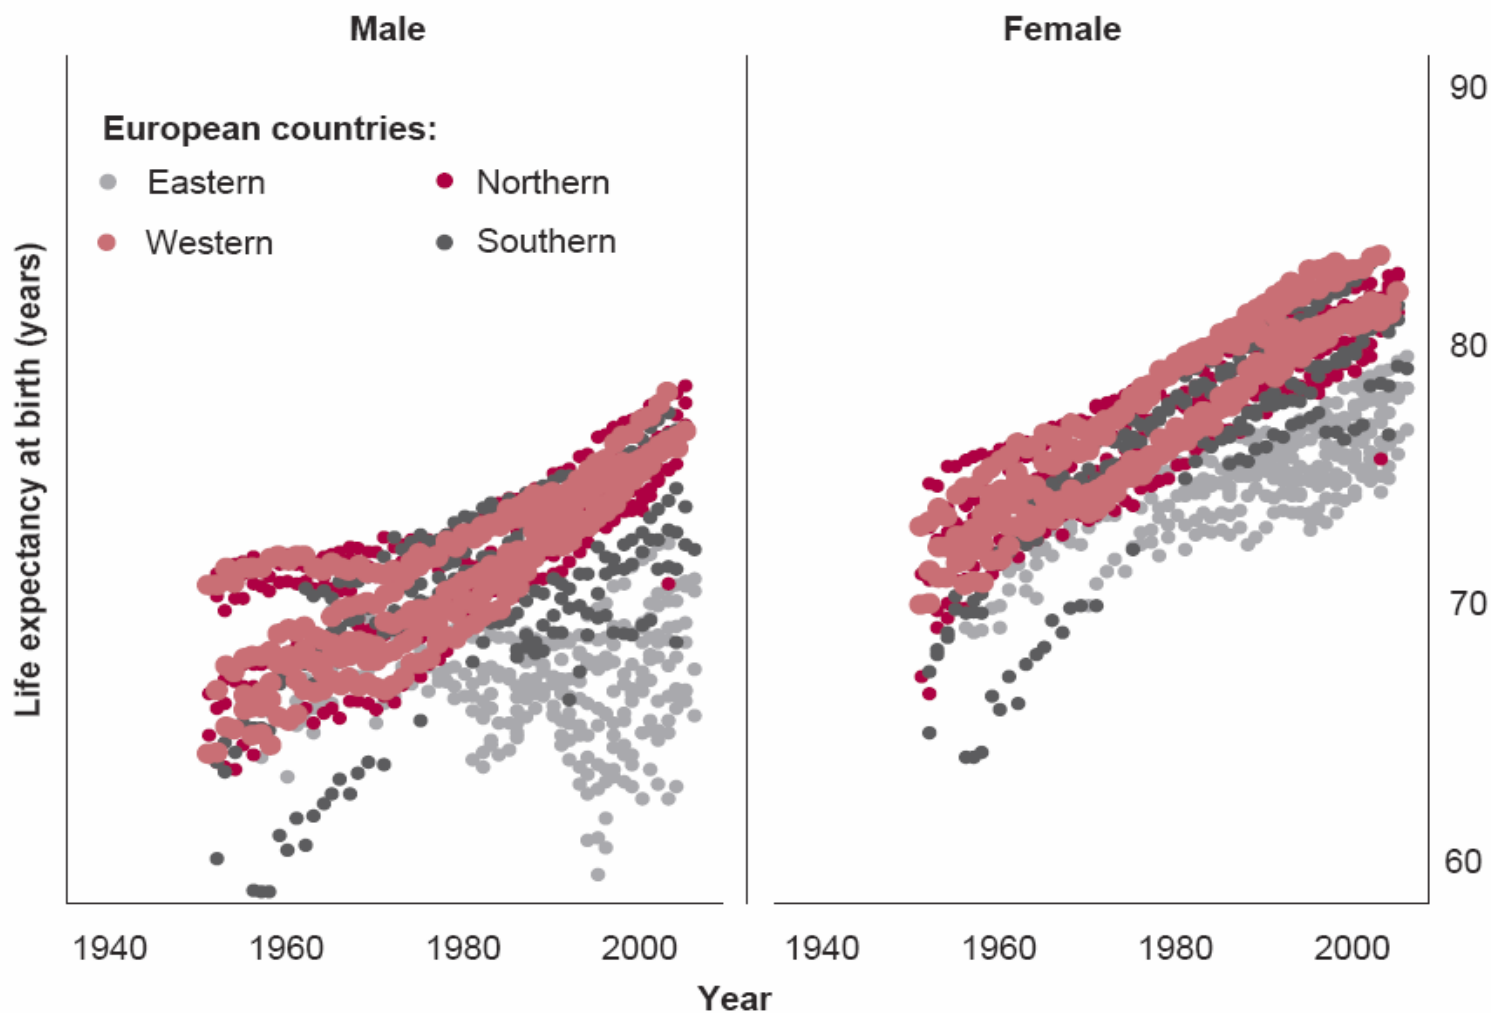 Male Female
European countries:
Eastern Northern
Western Southern
Life expectancy at birth (years)
90
80
70
60
1940 1960 1980 2000 1940 1960 1980 2000
Year